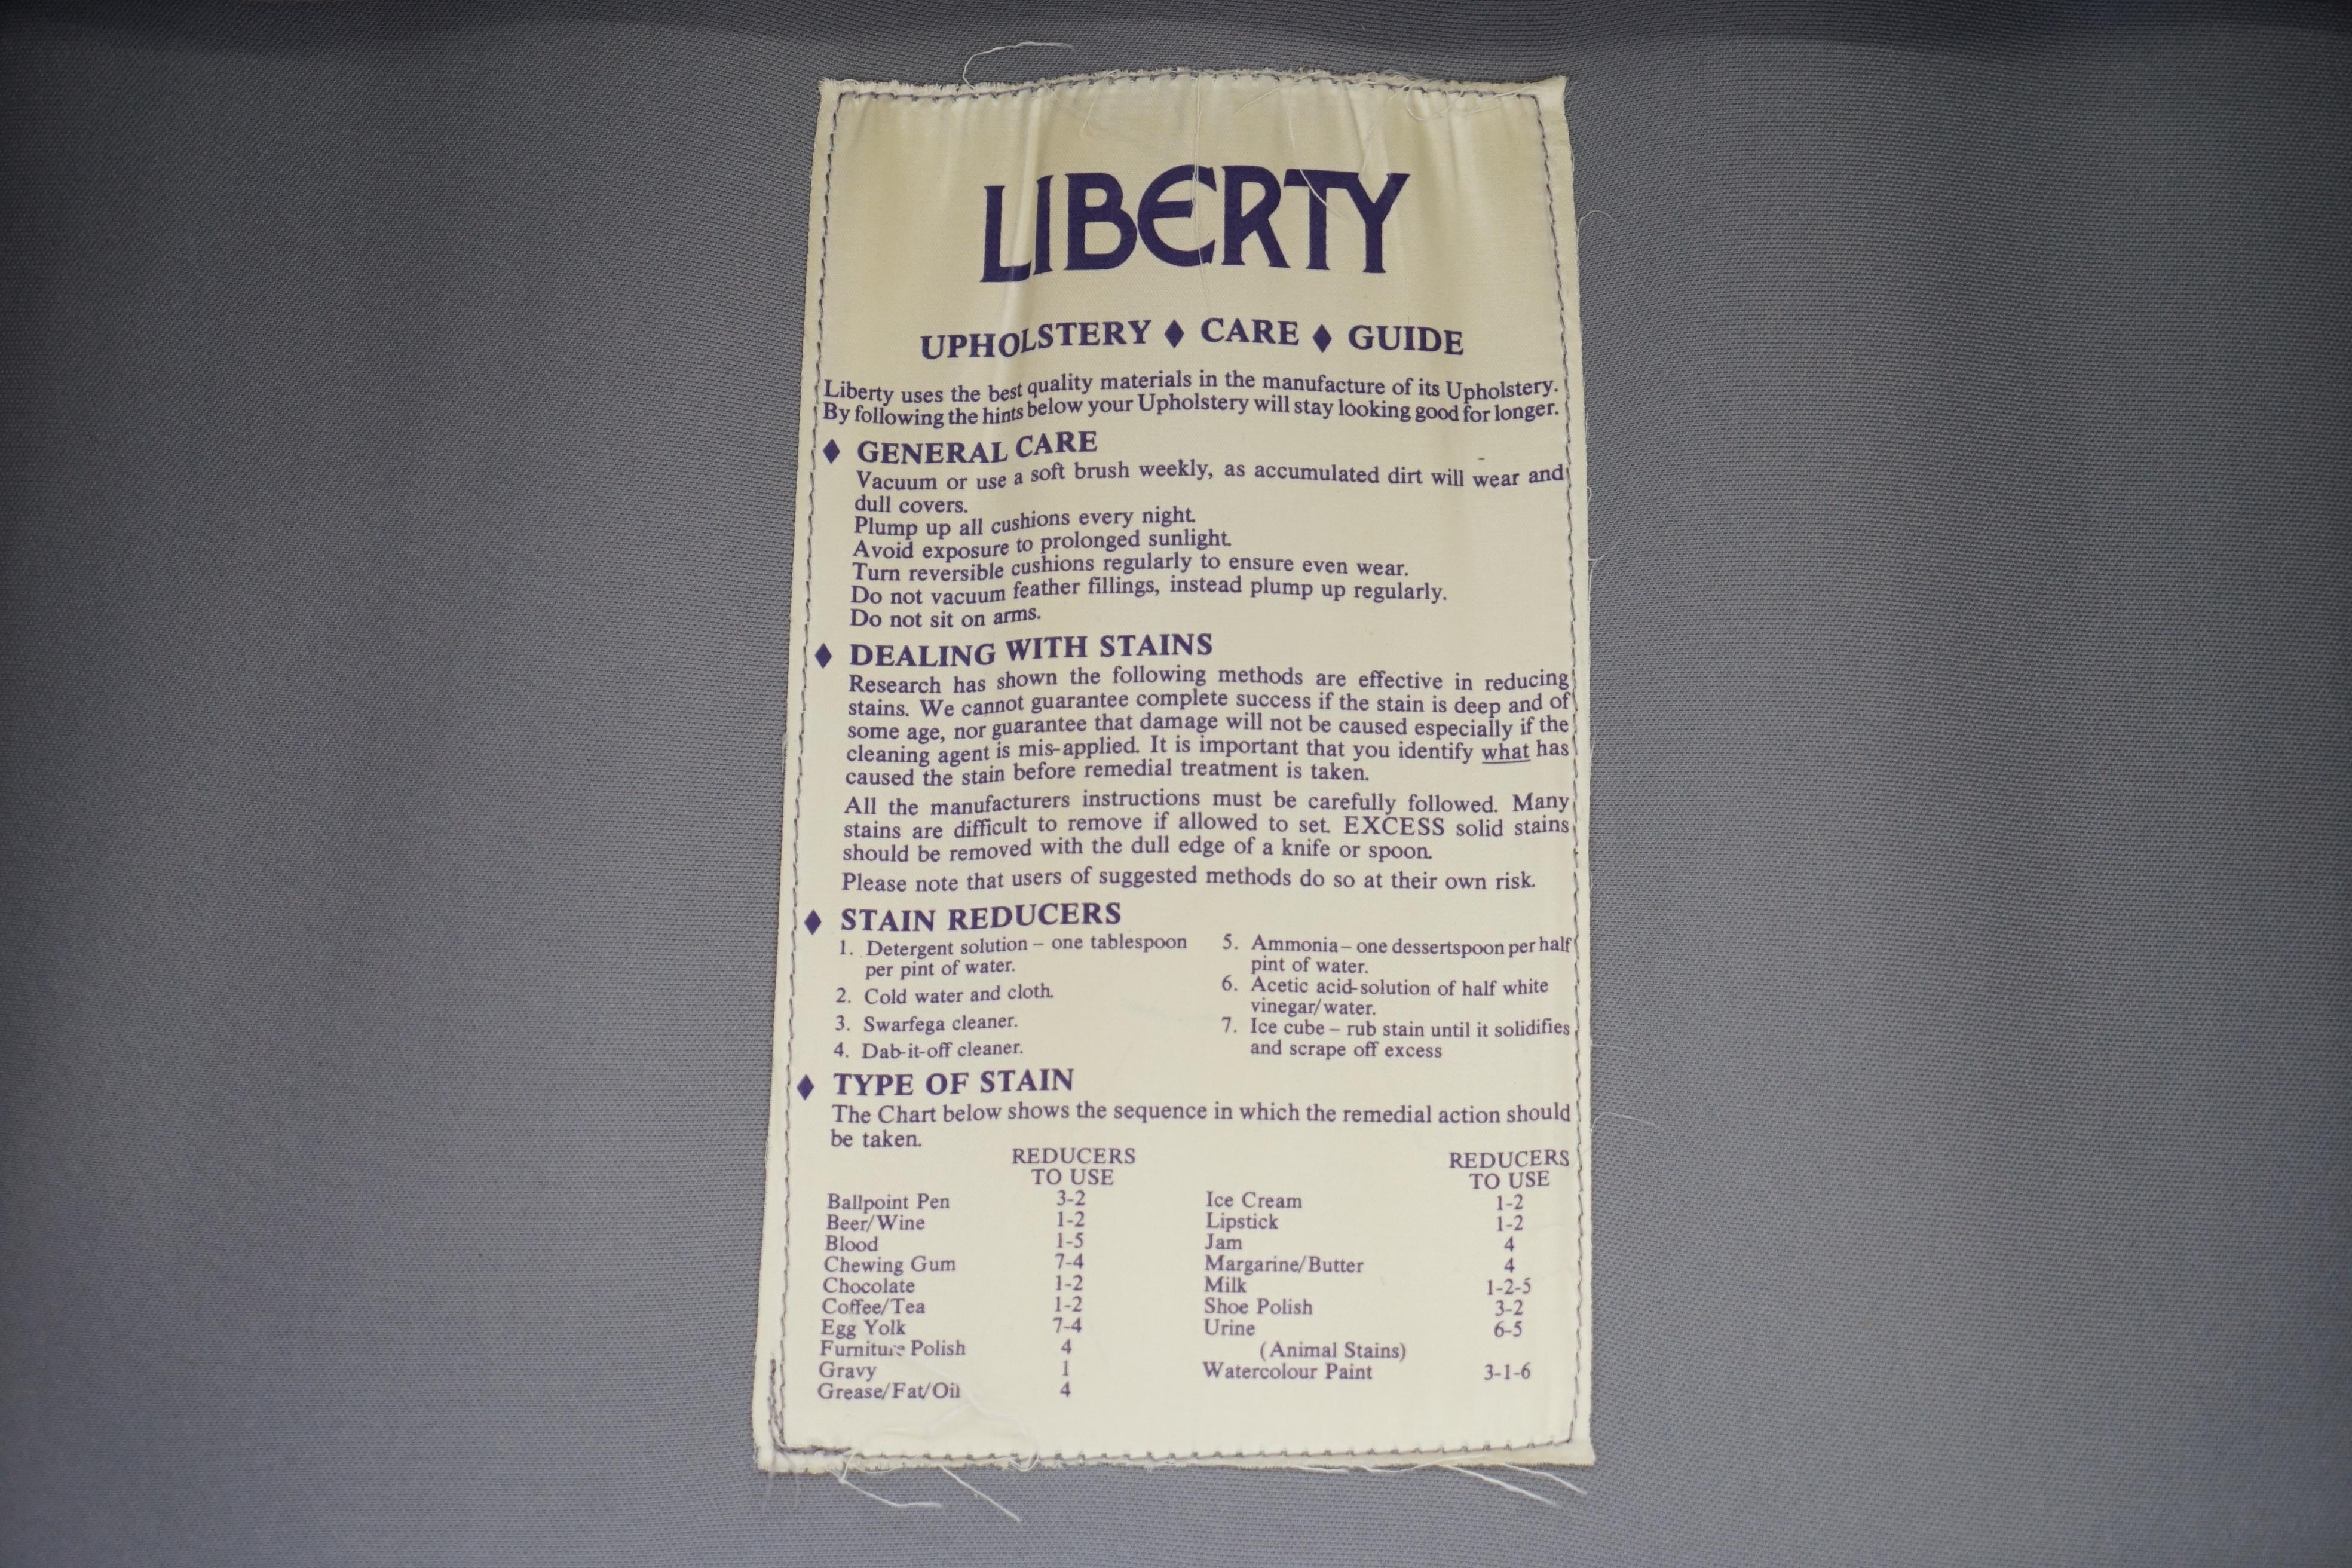 LIBERTY
UPHOLSTERY ♦ CARE ♦ GUIDE
Liberty uses the best quality materials in the manufacture of its Upholstery.
By following the hints below your Upholstery will stay looking good for longer.
♦ GENERAL CARE
Vacuum or use a soft brush weekly, as accumulated dirt will wear and
dull covers.
Plump up all cushions every night.
Avoid exposure to prolonged sunlight.
Turn reversible cushions regularly to ensure even wear.
Do not vacuum feather fillings, instead plump up regularly.
Do not sit on arms.
♦ DEALING WITH STAINS
Research has shown the following methods are effective in reducing
stains. We cannot guarantee complete success if the stain is deep and of
some age, nor guarantee that damage will not be caused especially if the
cleaning agent is mis-applied. It is important that you identify what has
caused the stain before remedial treatment is taken.
All the manufacturers instructions must be carefully followed. Many
stains are difficult to remove if allowed to set. EXCESS solid stains
should be removed with the dull edge of a knife or spoon.
Please note that users of suggested methods do so at their own risk.
♦ STAIN REDUCERS
1. Detergent solution – one tablespoon
per pint of water.
2. Cold water and cloth.
3. Swarfega cleaner.
4. Dab-it-off cleaner.
5. Ammonia – one dessertspoon per half
pint of water.
6. Acetic acid-solution of half white
vinegar/water.
7. Ice cube – rub stain until it solidifies
and scrape off excess
♦ TYPE OF STAIN
The Chart below shows the sequence in which the remedial action should
be taken.
REDUCERS
TO USE
Ballpoint Pen 3-2
Beer/Wine 1-2
Blood 1-5
Chewing Gum 7-4
Chocolate 1-2
Coffee/Tea 1-2
Egg Yolk 7-4
Furniture Polish 4
Gravy 1
Grease/Fat/Oil 4
REDUCERS
TO USE
Ice Cream 1-2
Lipstick 1-2
Jam 4
Margarine/Butter 4
Milk 1-2-5
Shoe Polish 3-2
Urine 6-5
(Animal Stains)
Watercolour Paint 3-1-6